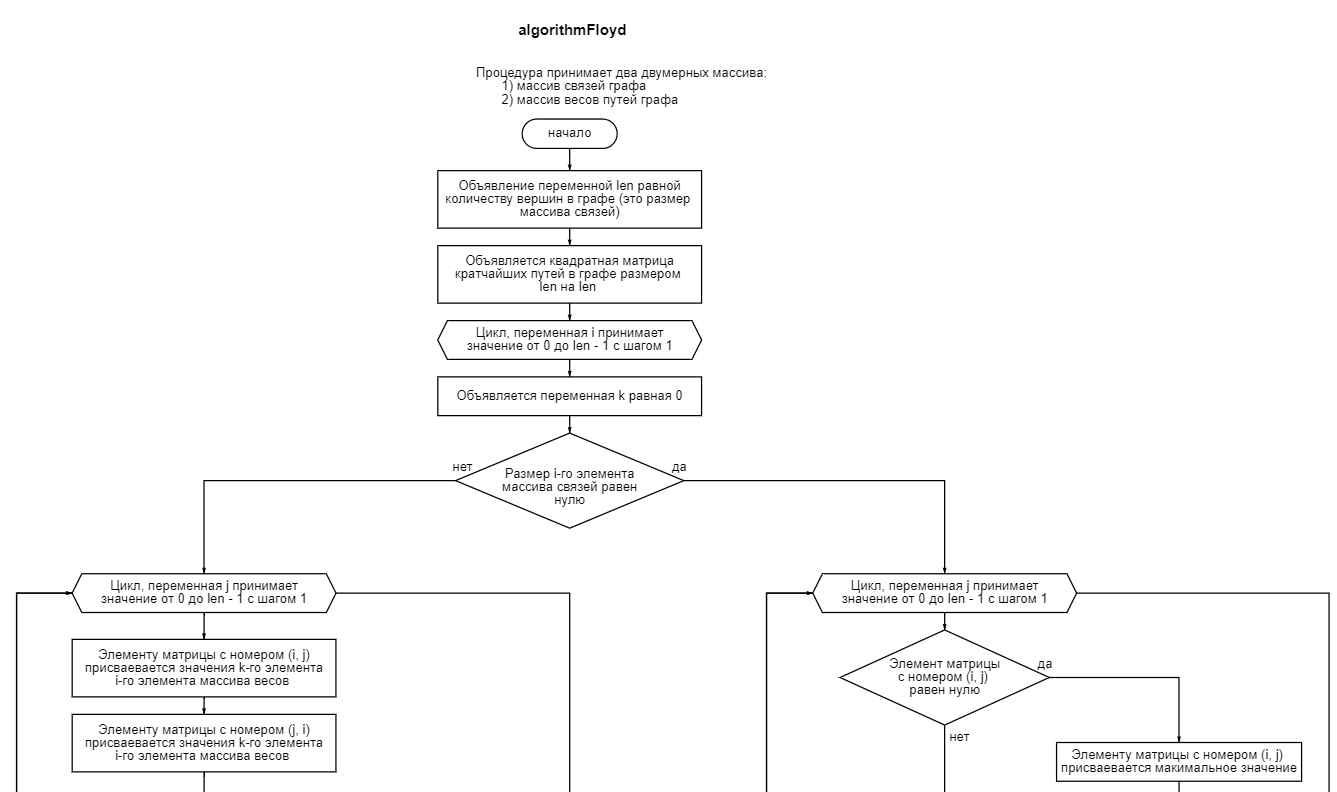 algorithmFloyd
Процедура принимает два двумерных массива:
1) массив связей графа
2) массив весов путей графа
начало
Объявление переменной len равной
количеству вершин в графе (это размер
массива связей)
Объявляется квадратная матрица
кратчайших путей в графе размером
len на len
Цикл, переменная i принимает
значение от 0 до len - 1 с шагом 1
Объявляется переменная k равная 0
нет
да
Размер i-го элемента
массива связей равен
нулю
Цикл, переменная j принимает
значение от 0 до len - 1 с шагом 1
Элементу матрицы с номером (i, j)
присваевается значения k-го элемента
i-го элемента массива весов
Элементу матрицы с номером (j, i)
присваевается значения k-го элемента
i-го элемента массива весов
Цикл, переменная j принимает
значение от 0 до len - 1 с шагом 1
Элемент матрицы
с номером (i, j)
равен нулю
да
нет
Элементу матрицы с номером (i, j)
присваевается макимальное значение